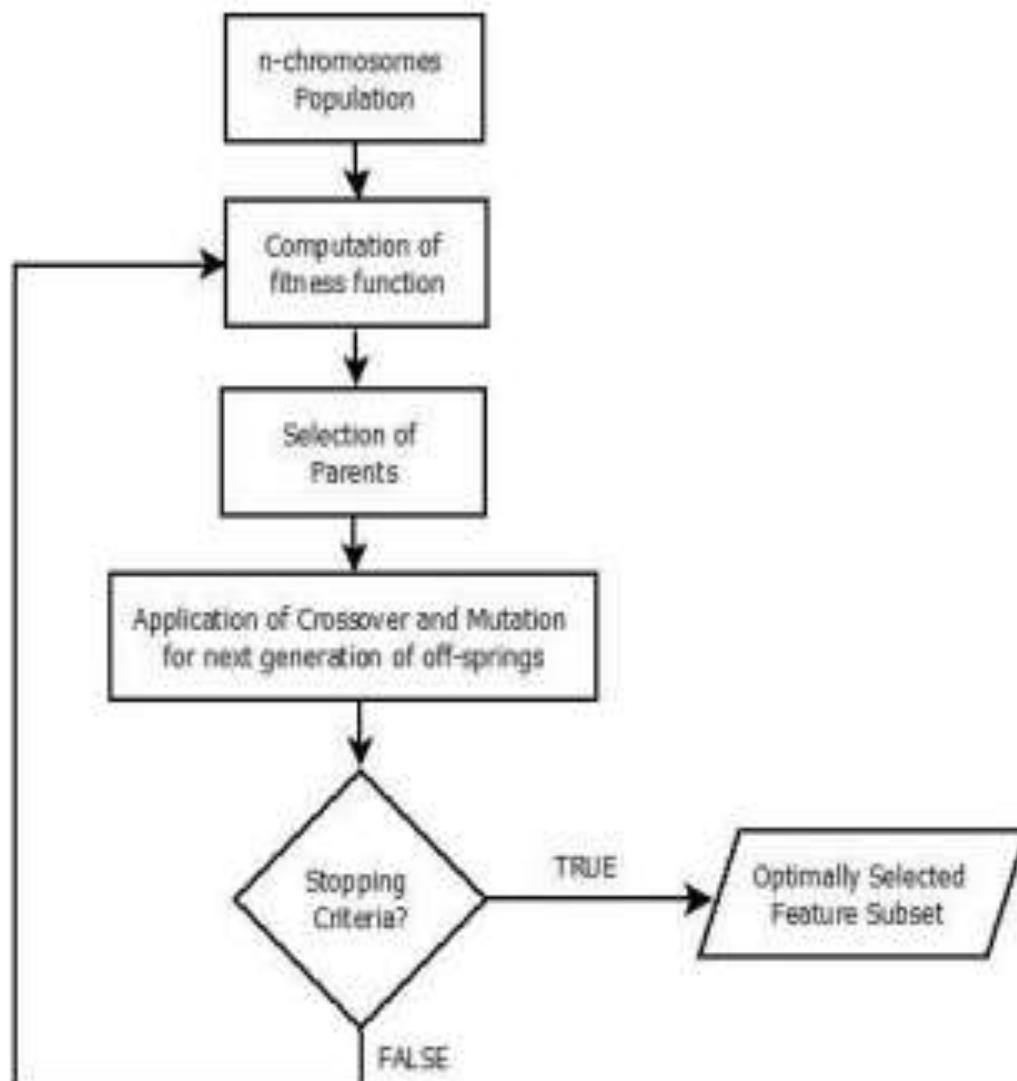 n-chromosomes
Population
Computation of
fitness function
Selection of
Parents
Application of Crossover and Mutation
for next generation of off-springs
Stopping
Criteria?
TRUE
Optimally Selected
Feature Subset
FALSE